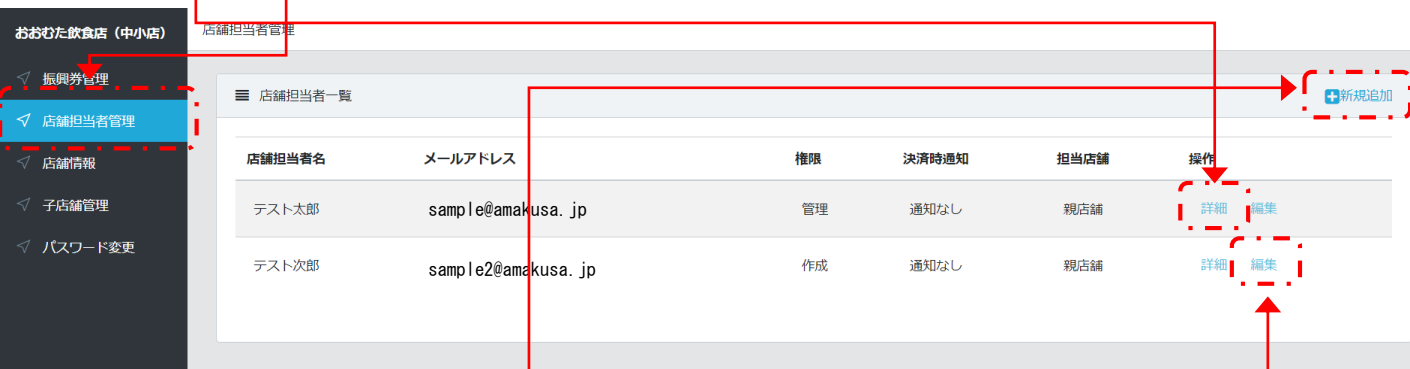 おおむた飲食店（中小店）
店舗担当者管理
振興券管理
店舗担当者管理
店舗情報
子店舗管理
パスワード変更
店舗担当者一覧
新規追加
店舗担当者名 メールアドレス 権限 決済時通知 担当店舗 操作
テスト太郎 sample@amakusa.jp 管理 通知なし 親店舗 詳細 編集
テスト次郎 sample2@amakusa.jp 作成 通知なし 親店舗 詳細 編集